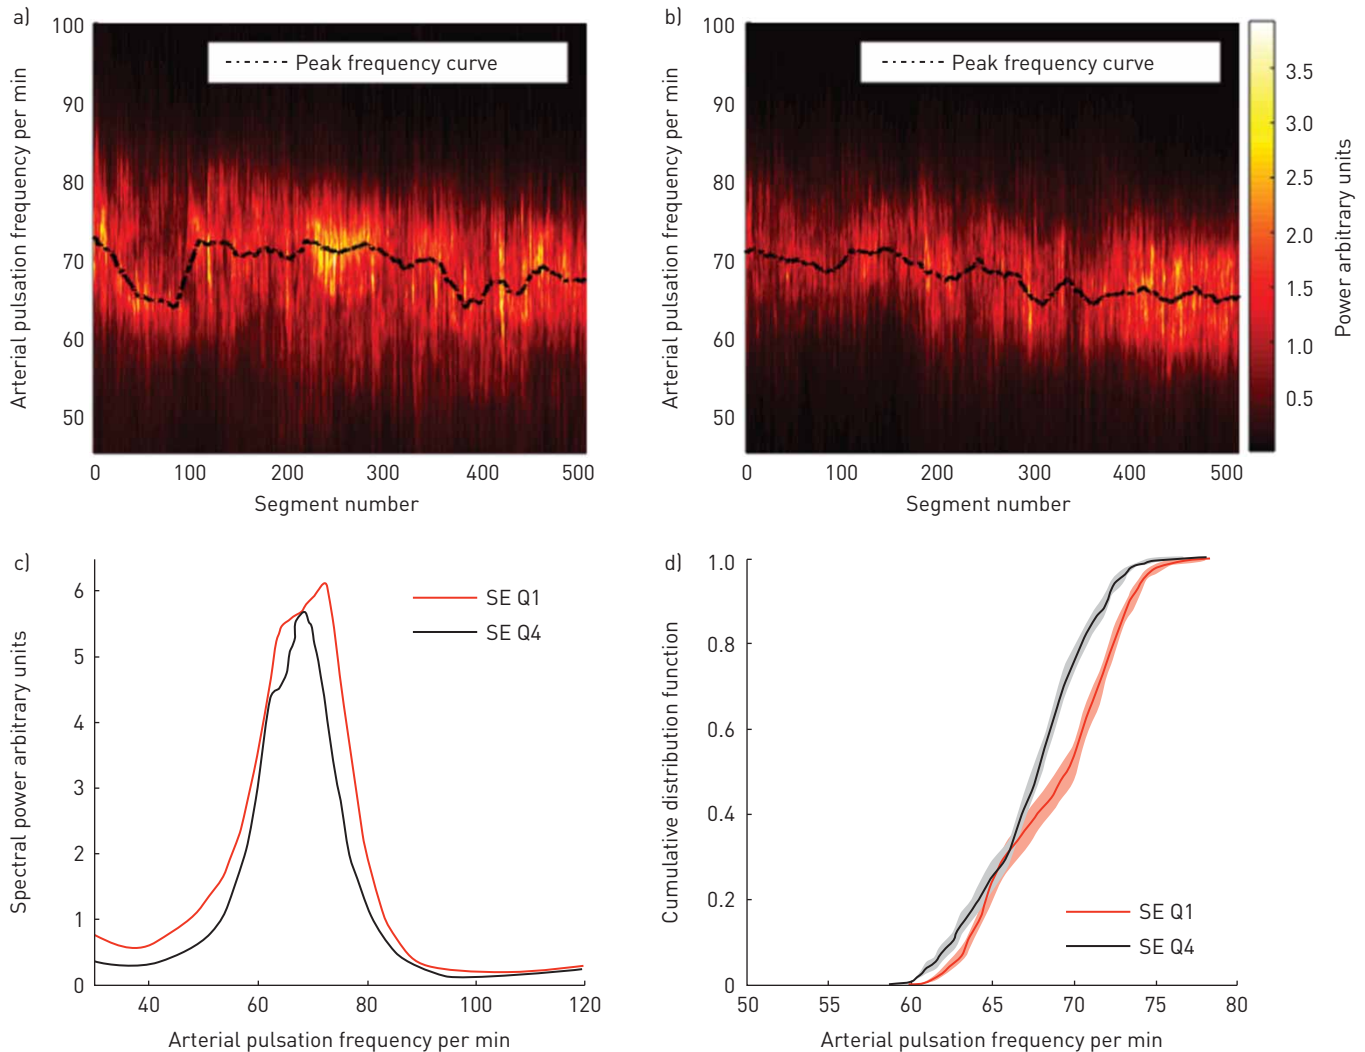 a)
100
90
80
70
60
50
Arterial pulsation frequency per min
Peak frequency curve
0 100 200 300 400 500
Segment number
b)
100
90
80
70
60
50
Arterial pulsation frequency per min
Peak frequency curve
0 100 200 300 400 500
Segment number
3.5
3.0
2.5
2.0
1.5
1.0
0.5
Power arbitrary units
c)
6
5
4
3
2
1
0
Spectral power arbitrary units
SE Q1
SE Q4
40 60 80 100 120
Arterial pulsation frequency per min
d)
1.0
0.8
0.6
0.4
0.2
0
Cumulative distribution function
SE Q1
SE Q4
50 55 60 65 70 75 80
Arterial pulsation frequency per min